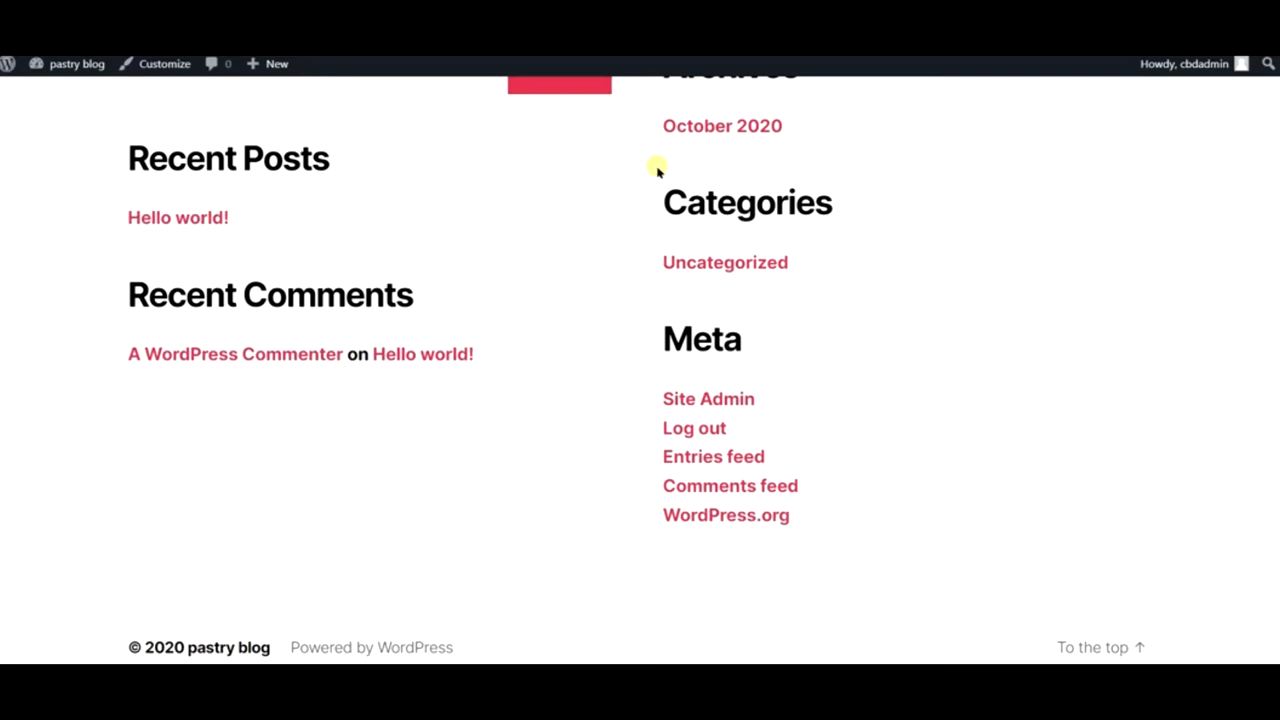 pastry blog Customize 0 New Howdy, cbdadmin
Archives
October 2020
Recent Posts
Hello world!
Categories
Uncategorized
Recent Comments
A WordPress Commenter on Hello world!
Meta
Site Admin
Log out
Entries feed
Comments feed
WordPress.org
© 2020 pastry blog Powered by WordPress To the top ↑